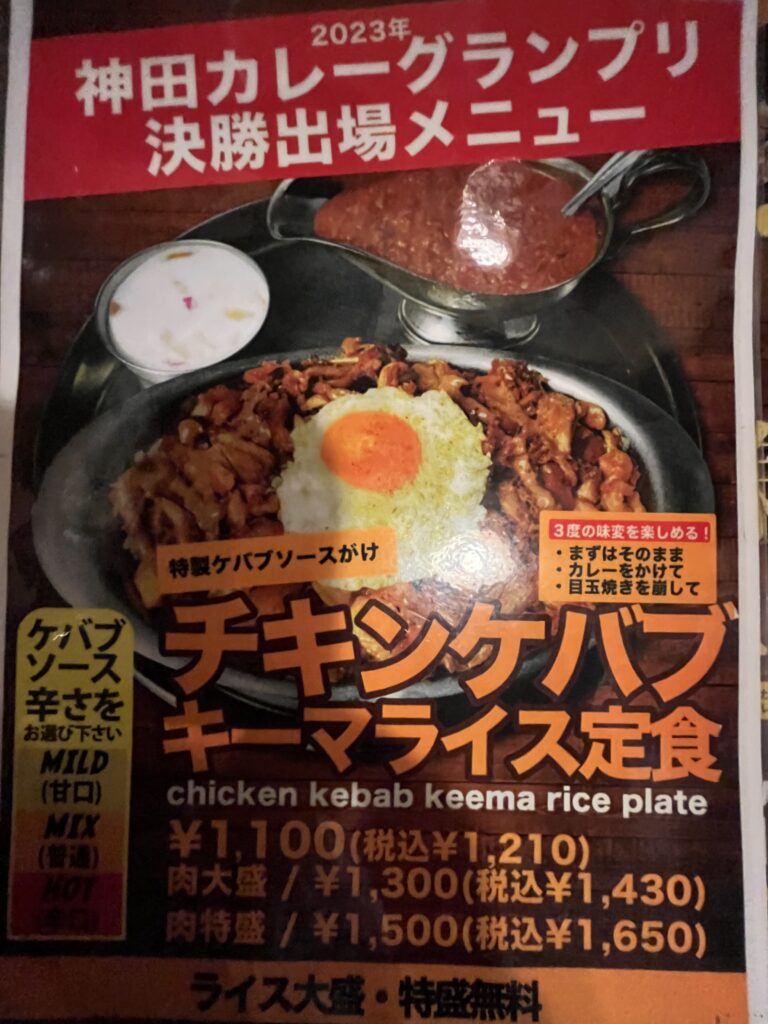 2023年
神田カレーグランプリ
決勝出場メニュー
3度の味変を楽しめる！
・まずはそのまま
・カレーをかけて
・目玉焼きを崩して
特製ケバブソースがけ
チキンケバブ
キーマライス定食
chicken kebab keema rice plate
ケバブ
ソース
辛さを
お選び下さい
MILD
(甘口)
MIX
(普通)
HOT
¥1,100(税込¥1,210)
肉大盛 / ¥1,300(税込¥1,430)
肉特盛 / ¥1,500(税込¥1,650)
ライス大盛・特盛無料